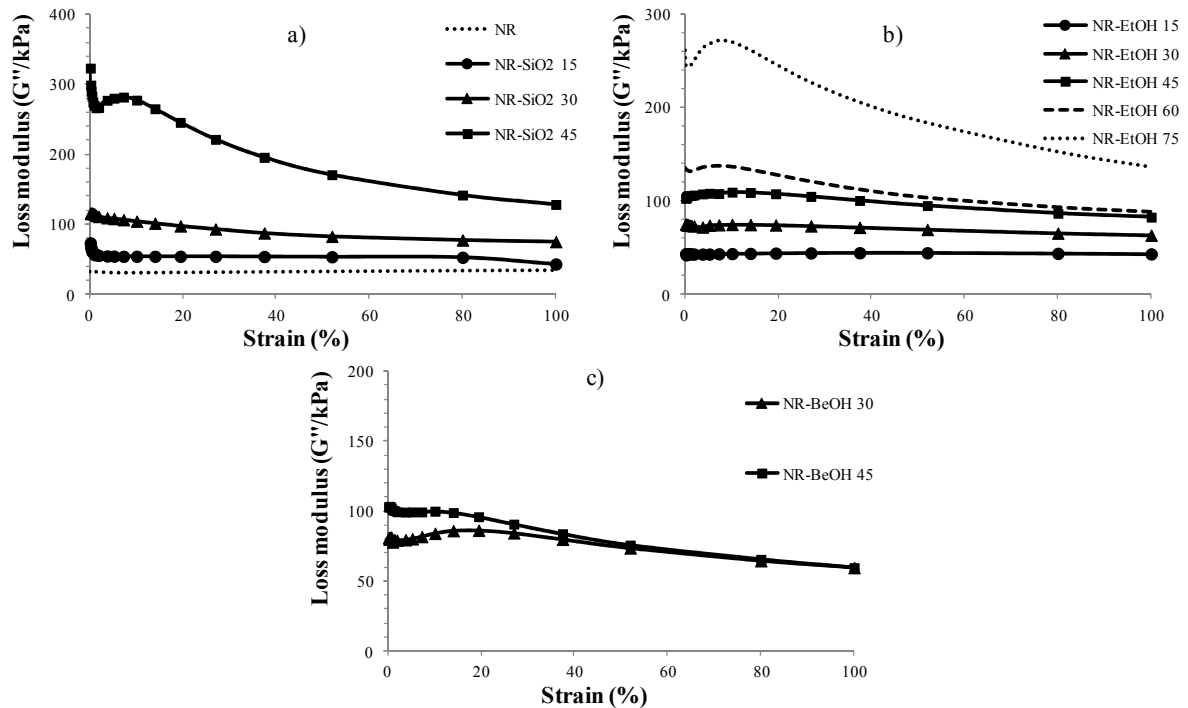 a)
Loss modulus (G''/kPa)
400
300
200
100
0
0 20 40 60 80 100
Strain (%)
NR
NR-SiO2 15
NR-SiO2 30
NR-SiO2 45
b)
Loss modulus (G''/kPa)
300
200
100
0
0 20 40 60 80 100
Strain (%)
NR-EtOH 15
NR-EtOH 30
NR-EtOH 45
NR-EtOH 60
NR-EtOH 75
c)
Loss modulus (G''/kPa)
200
150
100
50
0
0 20 40 60 80 100
Strain (%)
NR-BeOH 30
NR-BeOH 45